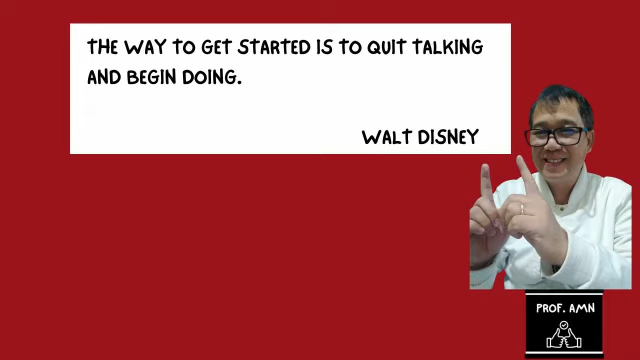 THE WAY TO GET STARTED IS TO QUIT TALKING
AND BEGIN DOING.
WALT DISNEY
PROF. AMN